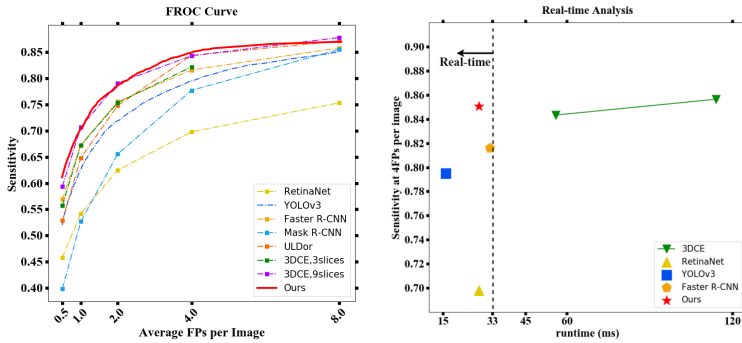 FROC Curve
Sensitivity
0.85
0.80
0.75
0.70
0.65
0.60
0.55
0.50
0.45
0.40
0.5
1.0
2.0
4.0
8.0
Average FPs per Image
RetinaNet
YOLOv3
Faster R-CNN
Mask R-CNN
ULDor
3DCE,3slices
3DCE,9slices
Ours
Real-time Analysis
Sensitivity at 4FPs per image
0.90
0.88
0.86
0.84
0.82
0.80
0.78
0.76
0.74
0.72
0.70
Real-time
15
33
45
60
120
runtime (ms)
3DCE
RetinaNet
YOLOv3
Faster R-CNN
Ours